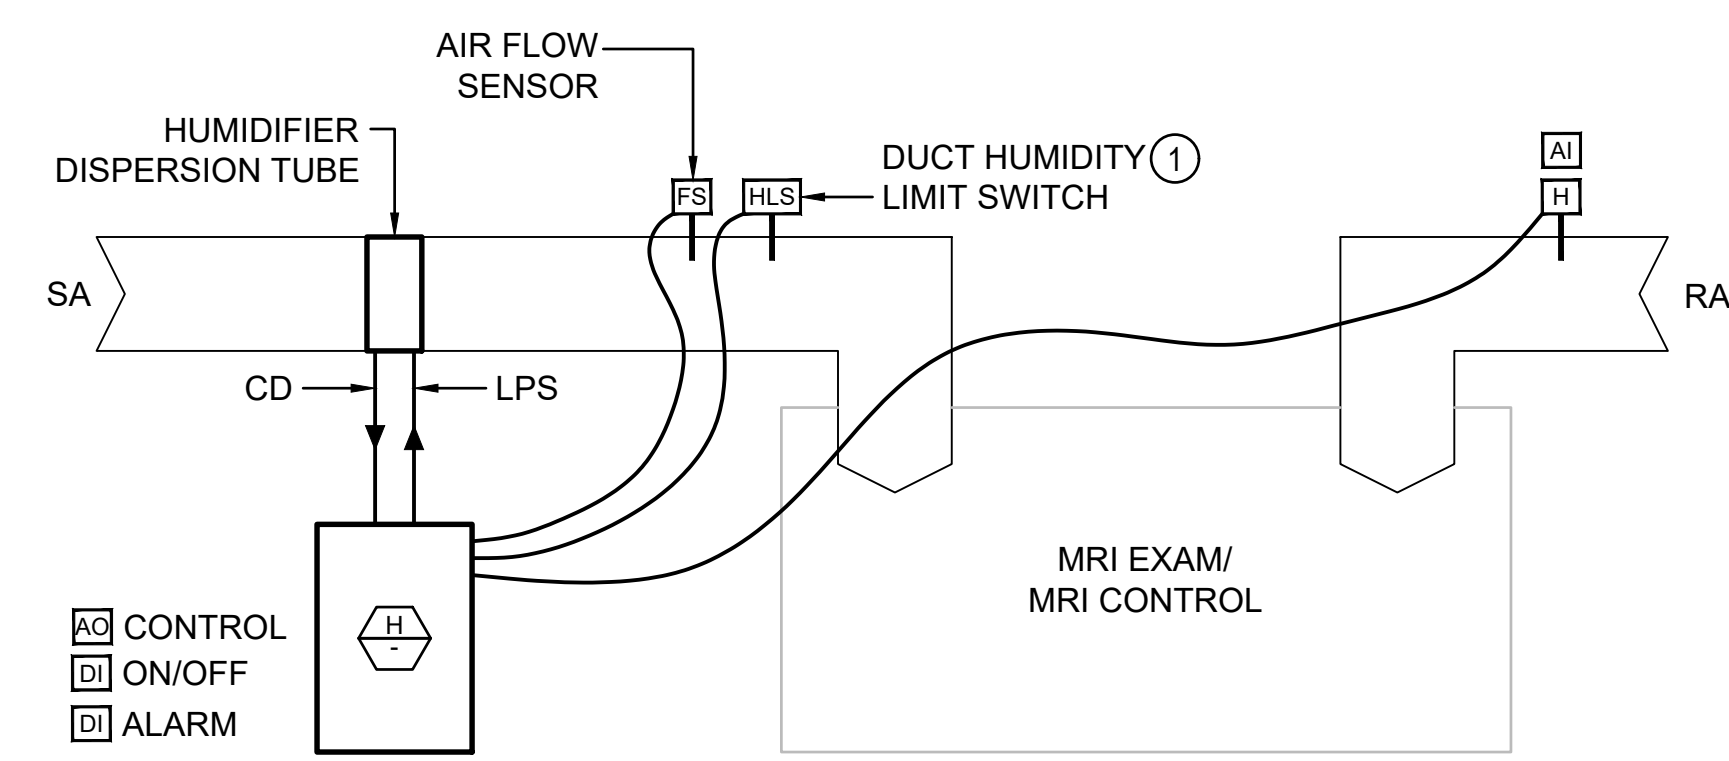 AIR FLOW
SENSOR
HUMIDIFIER
DISPERSION TUBE
DUCT HUMIDITY 1
LIMIT SWITCH
FS
HLS
AI
H
SA
RA
CD
LPS
MRI EXAM/
MRI CONTROL
H
-
AO CONTROL
DI ON/OFF
DI ALARM